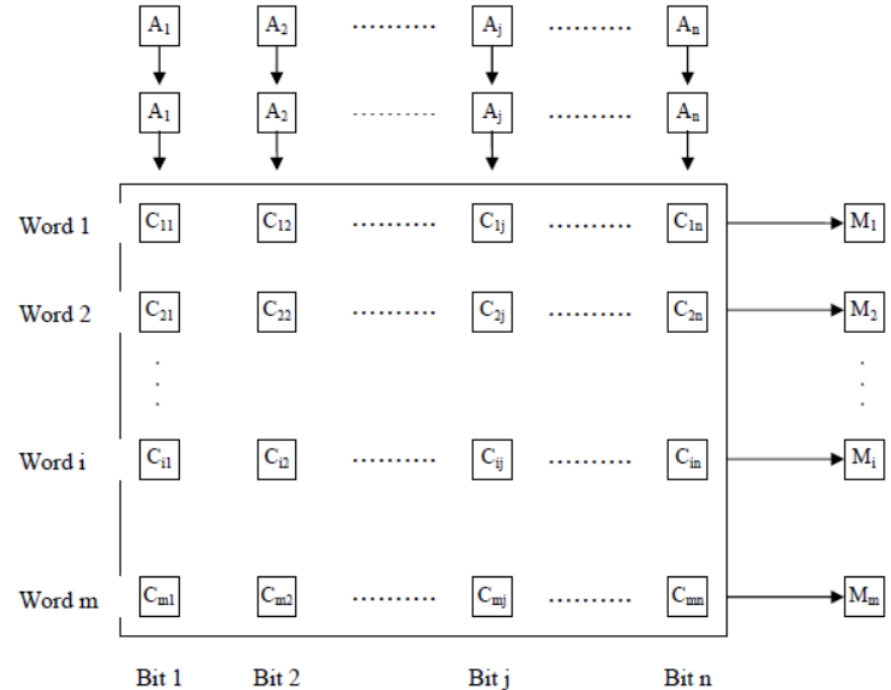 A₁ A₂ .......... Aⱼ .......... Aₙ
A₁ A₂ .......... Aⱼ .......... Aₙ
Word 1 C₁₁ C₁₂ .......... C₁ⱼ .......... C₁ₙ M₁
Word 2 C₂₁ C₂₂ .......... C₂ⱼ .......... C₂ₙ M₂
Word i Cᵢ₁ Cᵢ₂ .......... Cᵢⱼ .......... Cᵢₙ Mᵢ
Word m Cₘ₁ Cₘ₂ .......... Cₘⱼ .......... Cₘₙ Mₘ
Bit 1 Bit 2 Bit j Bit n